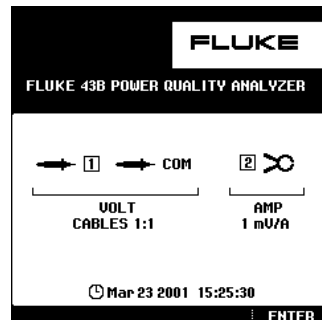 FLUKE
FLUKE 43B POWER QUALITY ANALYZER
1 COM 2
VOLT AMP
CABLES 1:1 1 mV/A
Mar 23 2001 15:25:30
ENTER